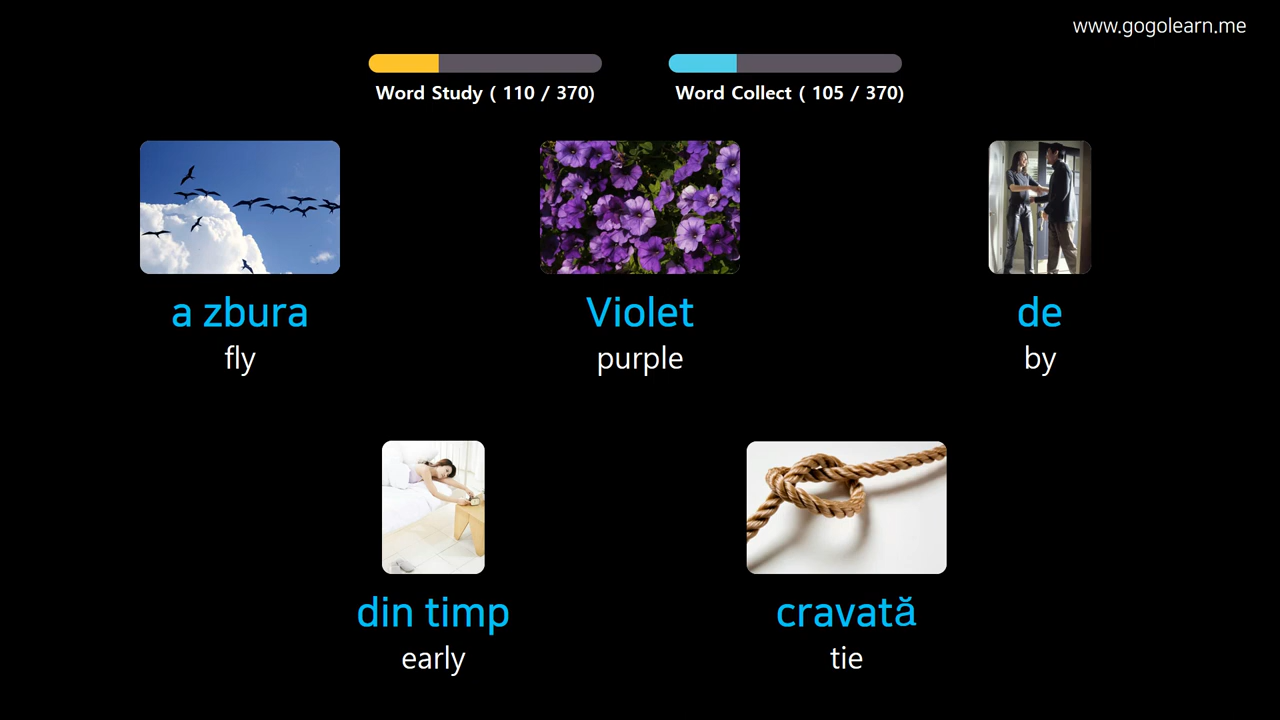 www.gogolearn.me
Word Study ( 110 / 370)
Word Collect ( 105 / 370)
a zbura
fly
Violet
purple
de
by
din timp
early
cravată
tie